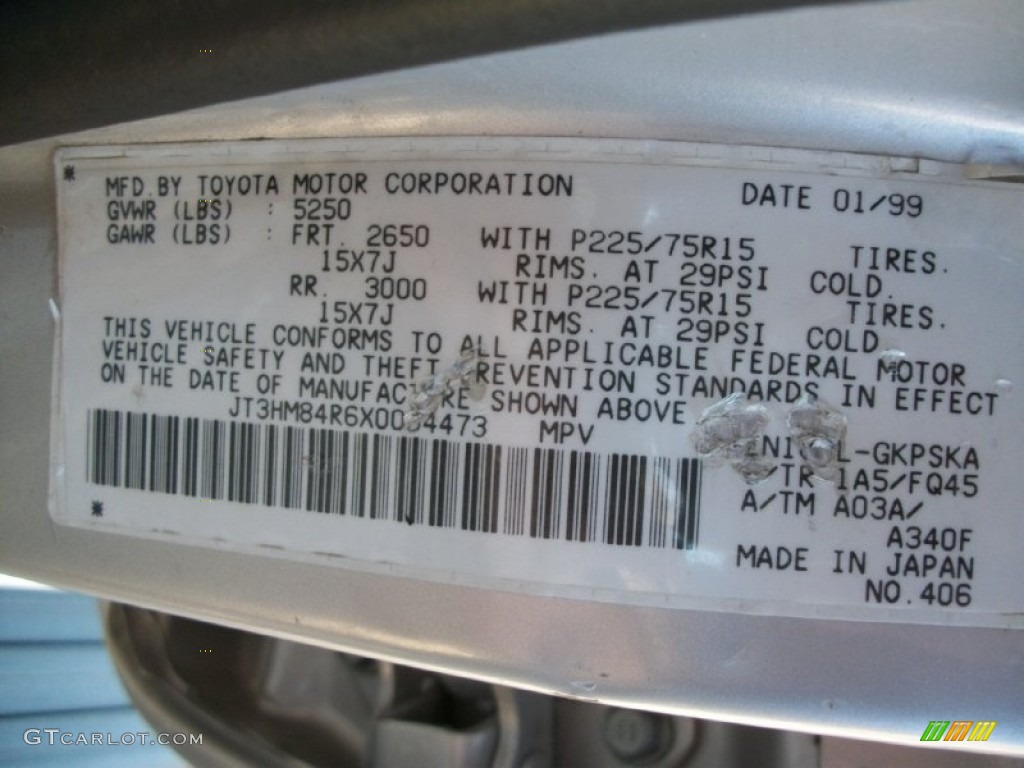 MFD. BY TOYOTA MOTOR CORPORATION DATE 01/99
GVWR (LBS) : 5250
GAWR (LBS) : FRT. 2650 WITH P225/75R15 TIRES.
15X7J RIMS. AT 29PSI COLD.
RR. 3000 WITH P225/75R15 TIRES.
15X7J RIMS. AT 29PSI COLD
THIS VEHICLE CONFORMS TO ALL APPLICABLE FEDERAL MOTOR
VEHICLE SAFETY AND THEFT PREVENTION STANDARDS IN EFFECT
ON THE DATE OF MANUFACTURE SHOWN ABOVE
MPV
A/TM A03A/
A340F
MADE IN JAPAN
NO. 406
GTcarlot.com